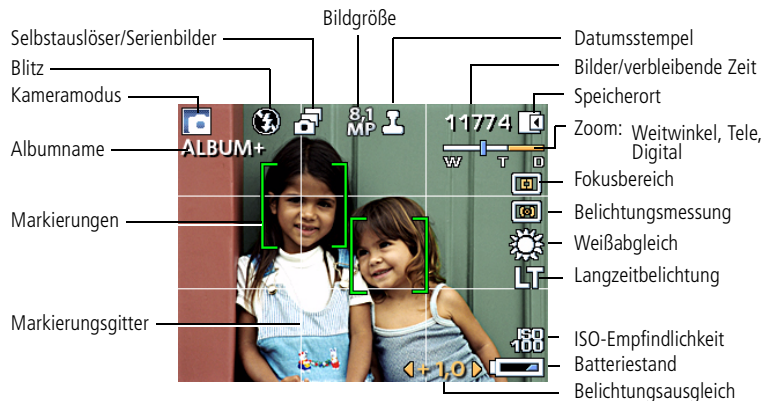 Bildgröße
Selbstauslöser/Serienbilder
Datumsstempel
Blitz
Bilder/verbleibende Zeit
Kameramodus
Speicherort
8,1
MP
11774
Zoom: Weitwinkel, Tele,
Digital
ALBUM+
Albumname
W T D
Fokusbereich
Markierungen
Belichtungsmessung
Weißabgleich
LT
Langzeitbelichtung
Markierungsgitter
ISO
100
ISO-Empfindlichkeit
+1,0
Batteriestand
Belichtungsausgleich